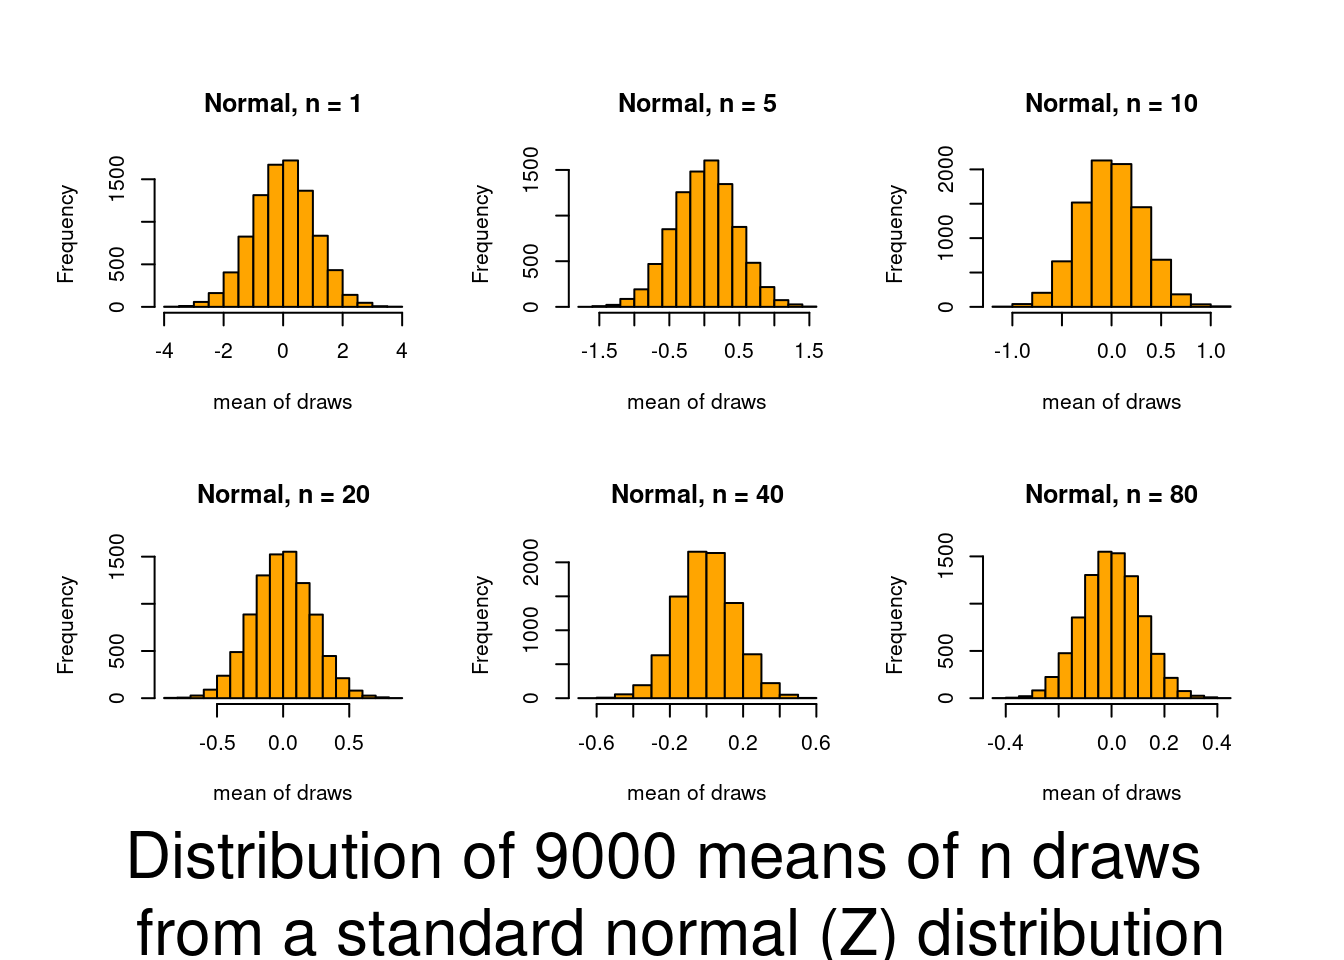 Normal, n = 1
Frequency
0 500 1500
-4 -2 0 2 4
mean of draws
Normal, n = 5
Frequency
0 500 1500
-1.5 -0.5 0.5 1.5
mean of draws
Normal, n = 10
Frequency
0 1000 2000
-1.0 0.0 0.5 1.0
mean of draws
Normal, n = 20
Frequency
0 500 1500
-0.5 0.0 0.5
mean of draws
Normal, n = 40
Frequency
0 1000 2000
-0.6 -0.2 0.2 0.6
mean of draws
Normal, n = 80
Frequency
0 500 1500
-0.4 0.0 0.2 0.4
mean of draws
Distribution of 9000 means of n draws
from a standard normal (Z) distribution